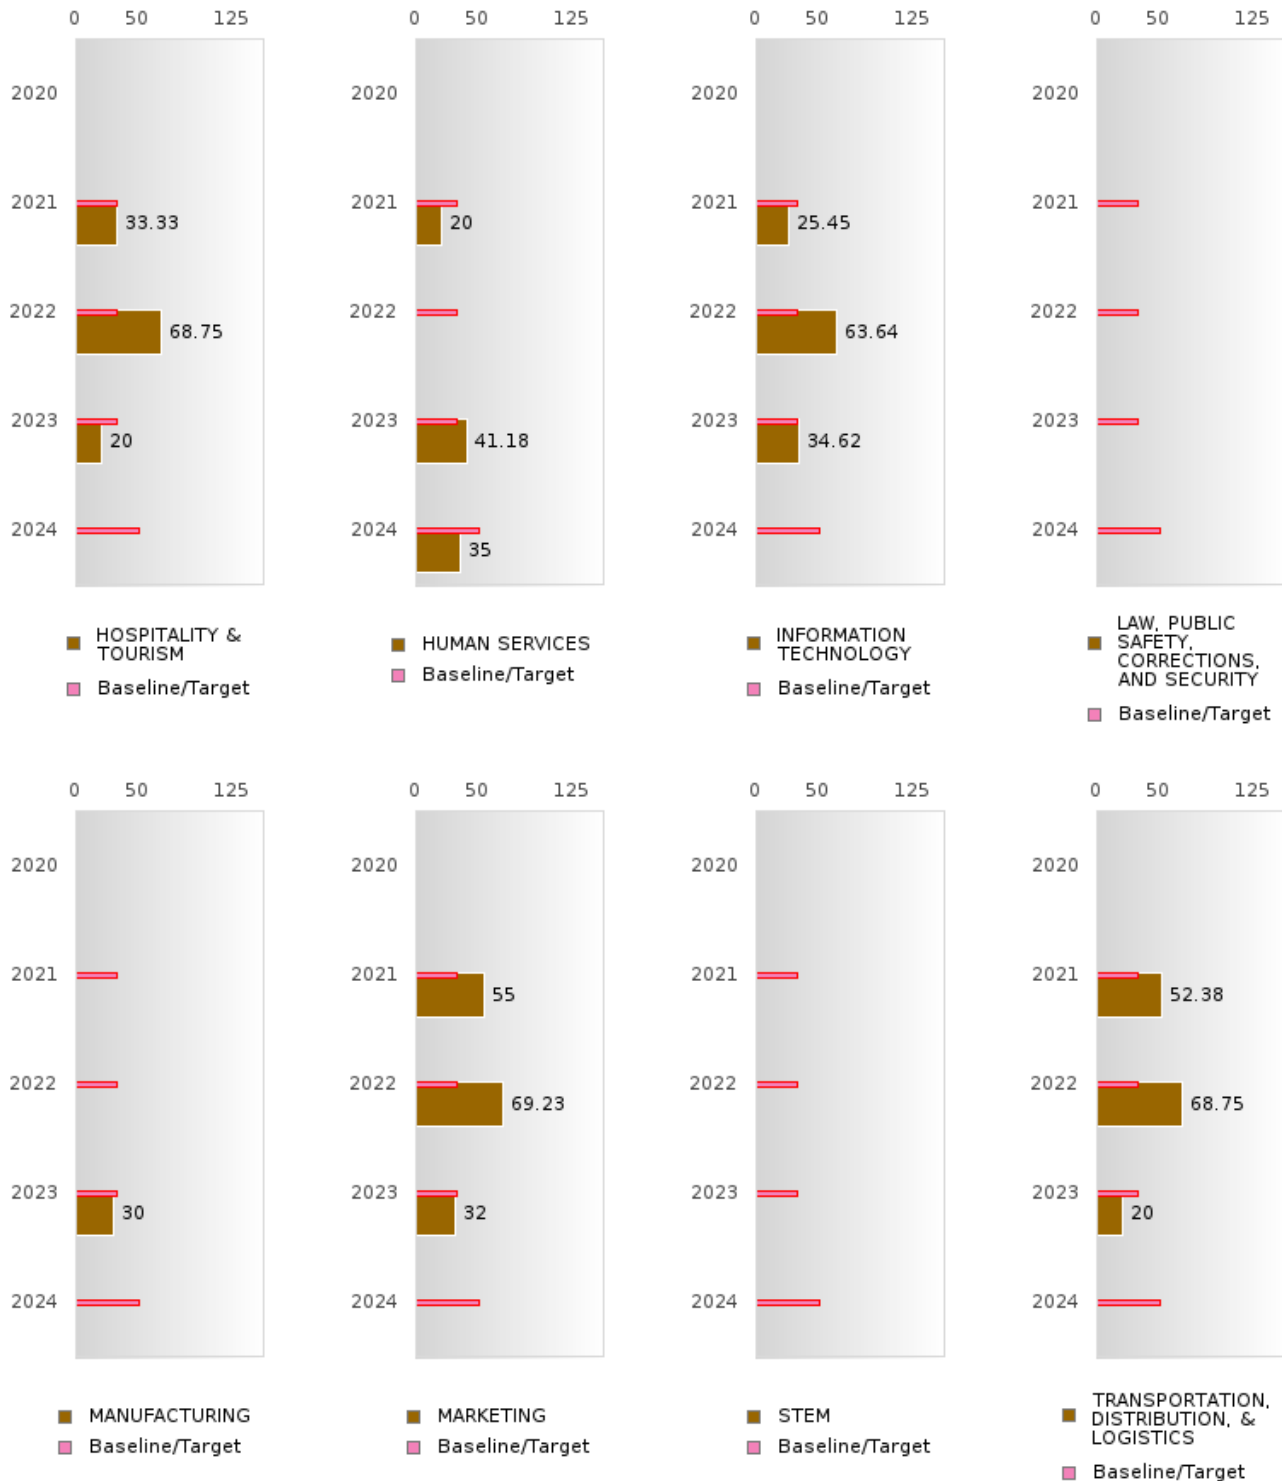 0 50 125 0 50 125 0 50 125 0 50 125
2020 2020 2020 2020
2021 33.33 2021 20 2021 25.45 2021
2022 68.75 2022 2022 63.64 2022
2023 20 2023 41.18 2023 34.62 2023
2024 2024 35 2024 2024
HOSPITALITY &
TOURISM
Baseline/Target
HUMAN SERVICES
Baseline/Target
INFORMATION
TECHNOLOGY
Baseline/Target
LAW, PUBLIC
SAFETY,
CORRECTIONS,
AND SECURITY
Baseline/Target
0 50 125 0 50 125 0 50 125 0 50 125
2020 2020 2020 2020
2021 2021 55 2021 2021 52.38
2022 2022 69.23 2022 2022 68.75
2023 30 2023 32 2023 2023 20
2024 2024 2024 2024
MANUFACTURING
Baseline/Target
MARKETING
Baseline/Target
STEM
Baseline/Target
TRANSPORTATION,
DISTRIBUTION, &
LOGISTICS
Baseline/Target